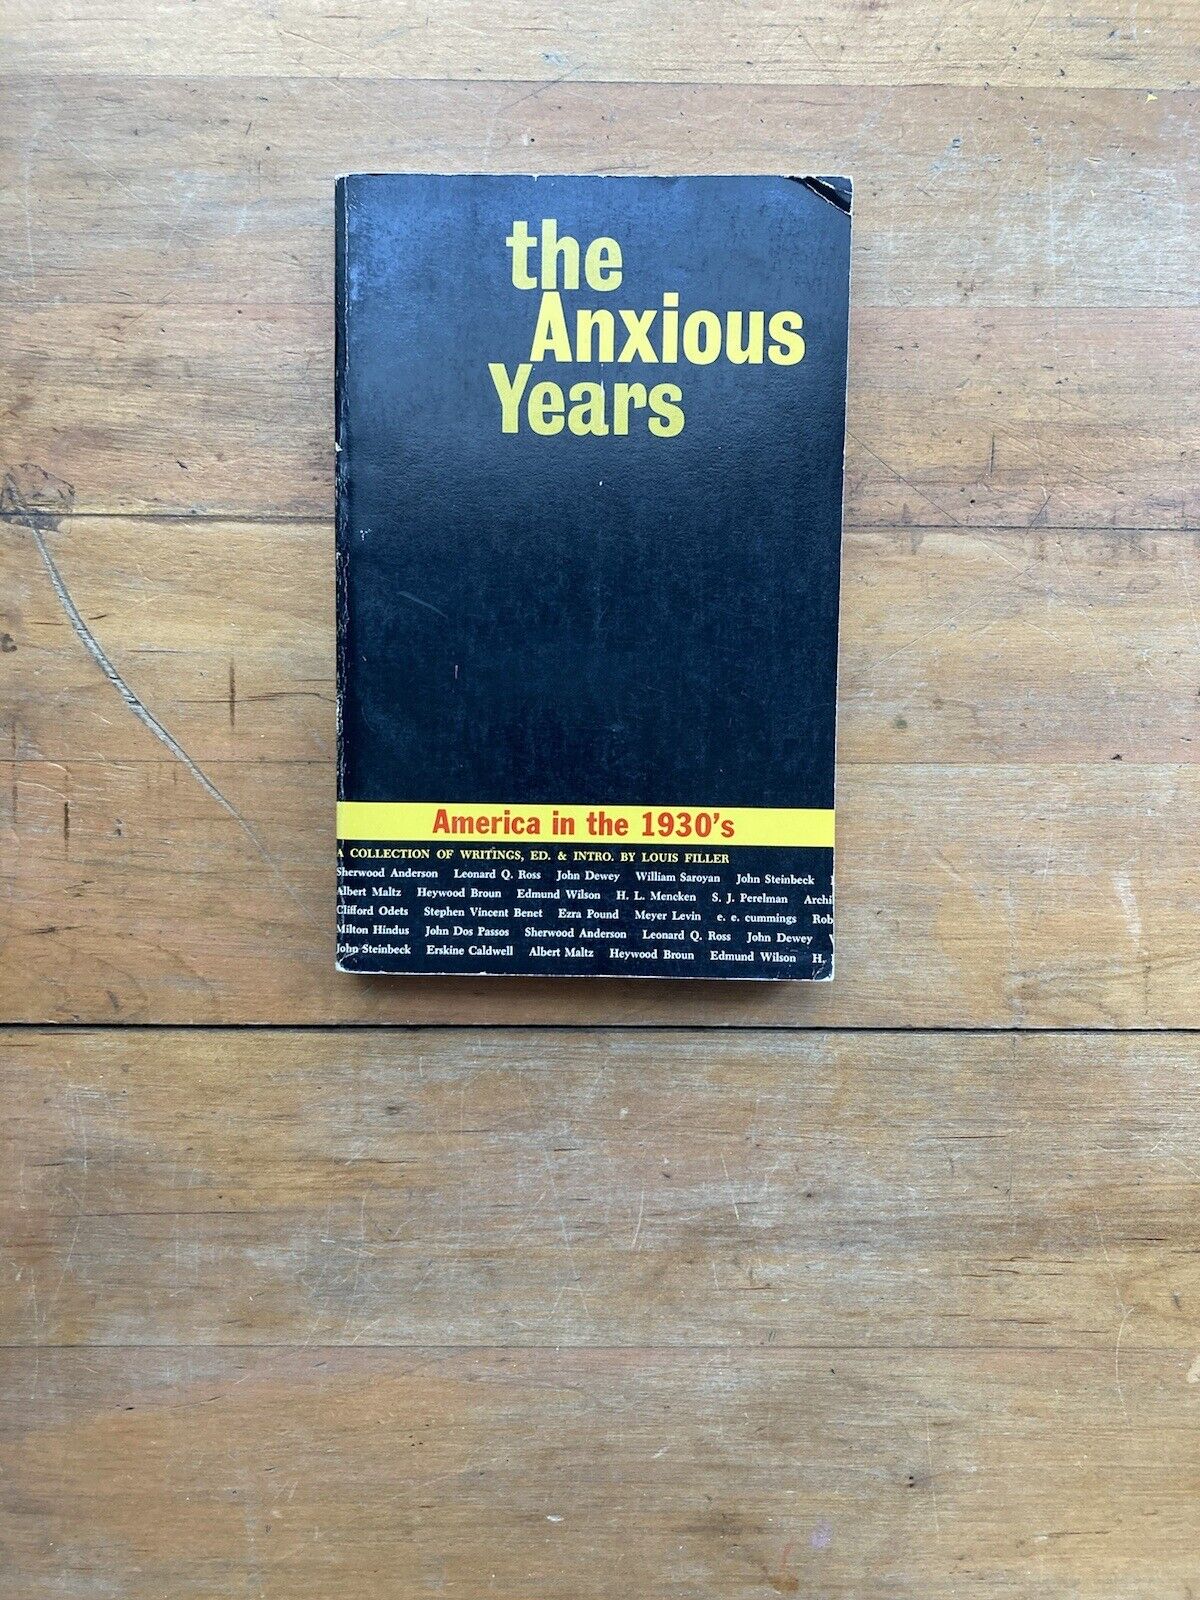 the
Anxious
Years
America in the 1930's
A COLLECTION OF WRITINGS, ED. & INTRO. BY LOUIS FILLER
Sherwood Anderson Leonard Q. Ross John Dewey William Saroyan John Steinbeck
Albert Maltz Heywood Broun Edmund Wilson H. L. Mencken S. J. Perelman Archi
Clifford Odets Stephen Vincent Benet Ezra Pound Meyer Levin e. e. cummings Rob
Milton Hindus John Dos Passos Sherwood Anderson Leonard Q. Ross John Dewey
John Steinbeck Erskine Caldwell Albert Maltz Heywood Broun Edmund Wilson H.